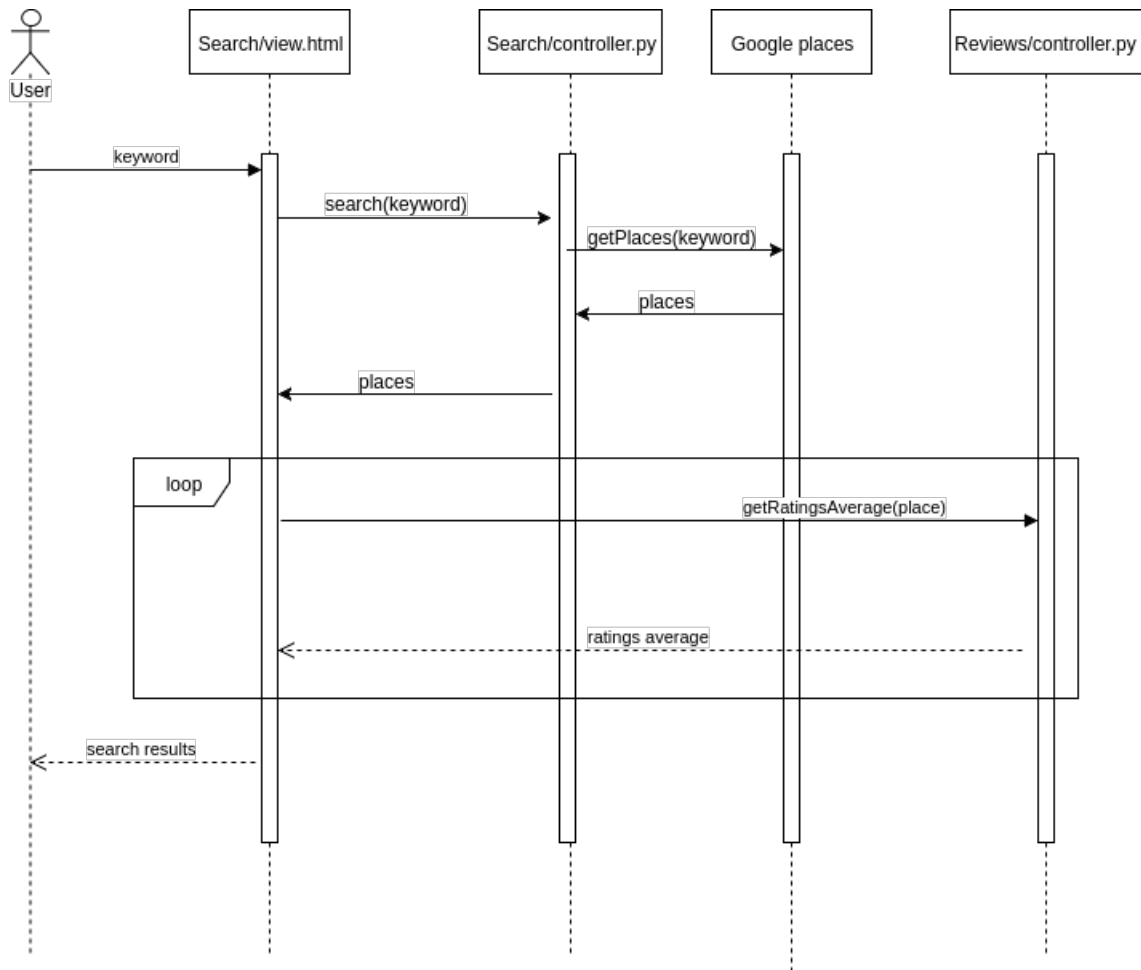 Search/view.html
Search/controller.py
Google places
Reviews/controller.py
User
keyword
search(keyword)
getPlaces(keyword)
places
places
loop
getRatingsAverage(place)
ratings average
search results